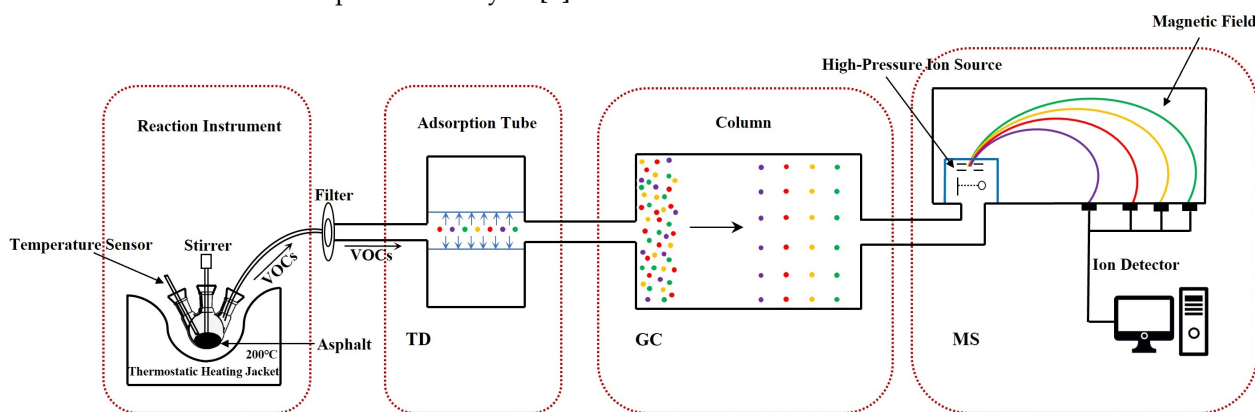 Magnetic Field
High-Pressure Ion Source
Reaction Instrument
Adsorption Tube
Column
Filter
Temperature Sensor
Stirrer
VOCs
VOCs
Ion Detector
Asphalt
TD
GC
MS
200℃
Thermostatic Heating Jacket